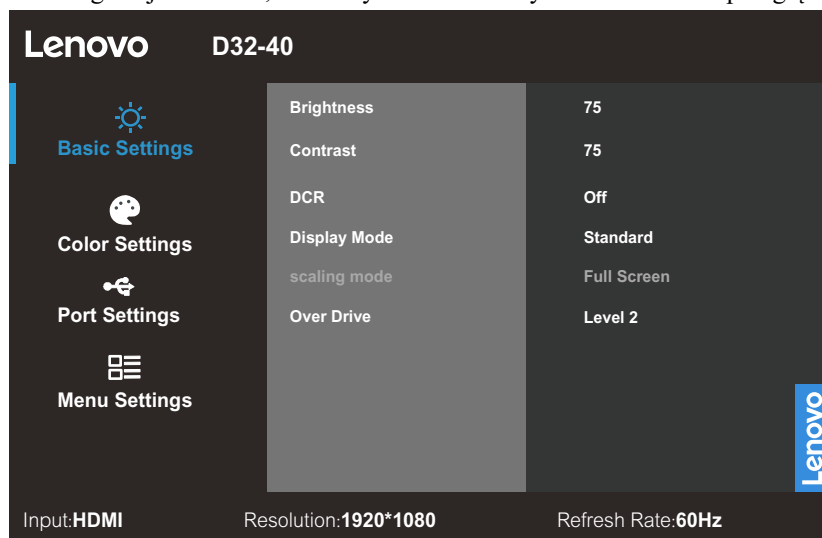 Lenovo D32-40
Basic Settings
Color Settings
Port Settings
Menu Settings
Brightness 75
Contrast 75
DCR Off
Display Mode Standard
scaling mode Full Screen
Over Drive Level 2
Lenovo
Input:HDMI Resolution:1920*1080 Refresh Rate:60Hz